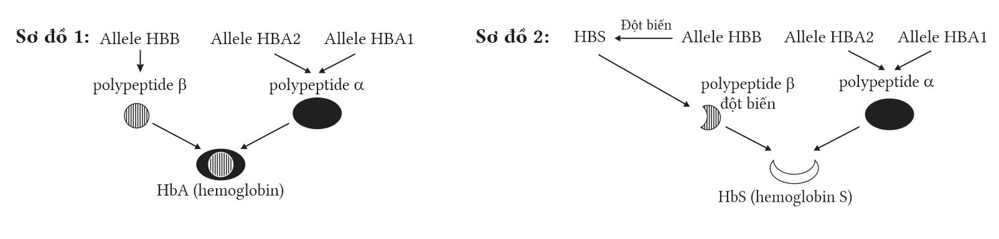 Sơ đồ 1: Allele HBB Allele HBA2 Allele HBA1
polypeptide β polypeptide α
HbA (hemoglobin)
Sơ đồ 2: HBS Đột biến Allele HBB Allele HBA2 Allele HBA1
polypeptide β
đột biến
polypeptide α
HbS (hemoglobin S)